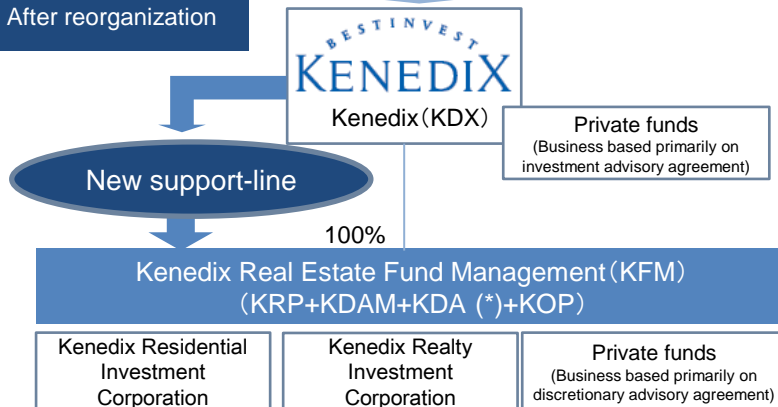 After reorganization
BESTINVEST
KENEDIX
Kenedix(KDX)
Private funds
(Business based primarily on
investment advisory agreement)
New support-line
100%
Kenedix Real Estate Fund Management(KFM)
(KRP+KDAM+KDA (*)+KOP)
Kenedix Residential
Investment
Corporation
Kenedix Realty
Investment
Corporation
Private funds
(Business based primarily on
discretionary advisory agreement)